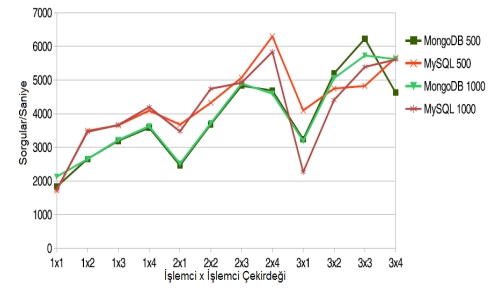 7000
6000
5000
4000
3000
2000
1000
0
Sorgular/Saniye
1x1 1x2 1x3 1x4 2x1 2x2 2x3 2x4 3x1 3x2 3x3 3x4
İşlemci x İşlemci Çekirdeği
MongoDB 500
MySQL 500
MongoDB 1000
MySQL 1000